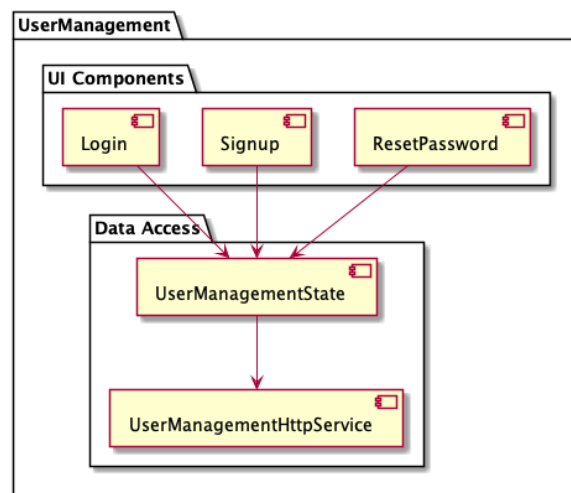 UserManagement
UI Components
Login
Signup
ResetPassword
Data Access
UserManagementState
UserManagementHttpService